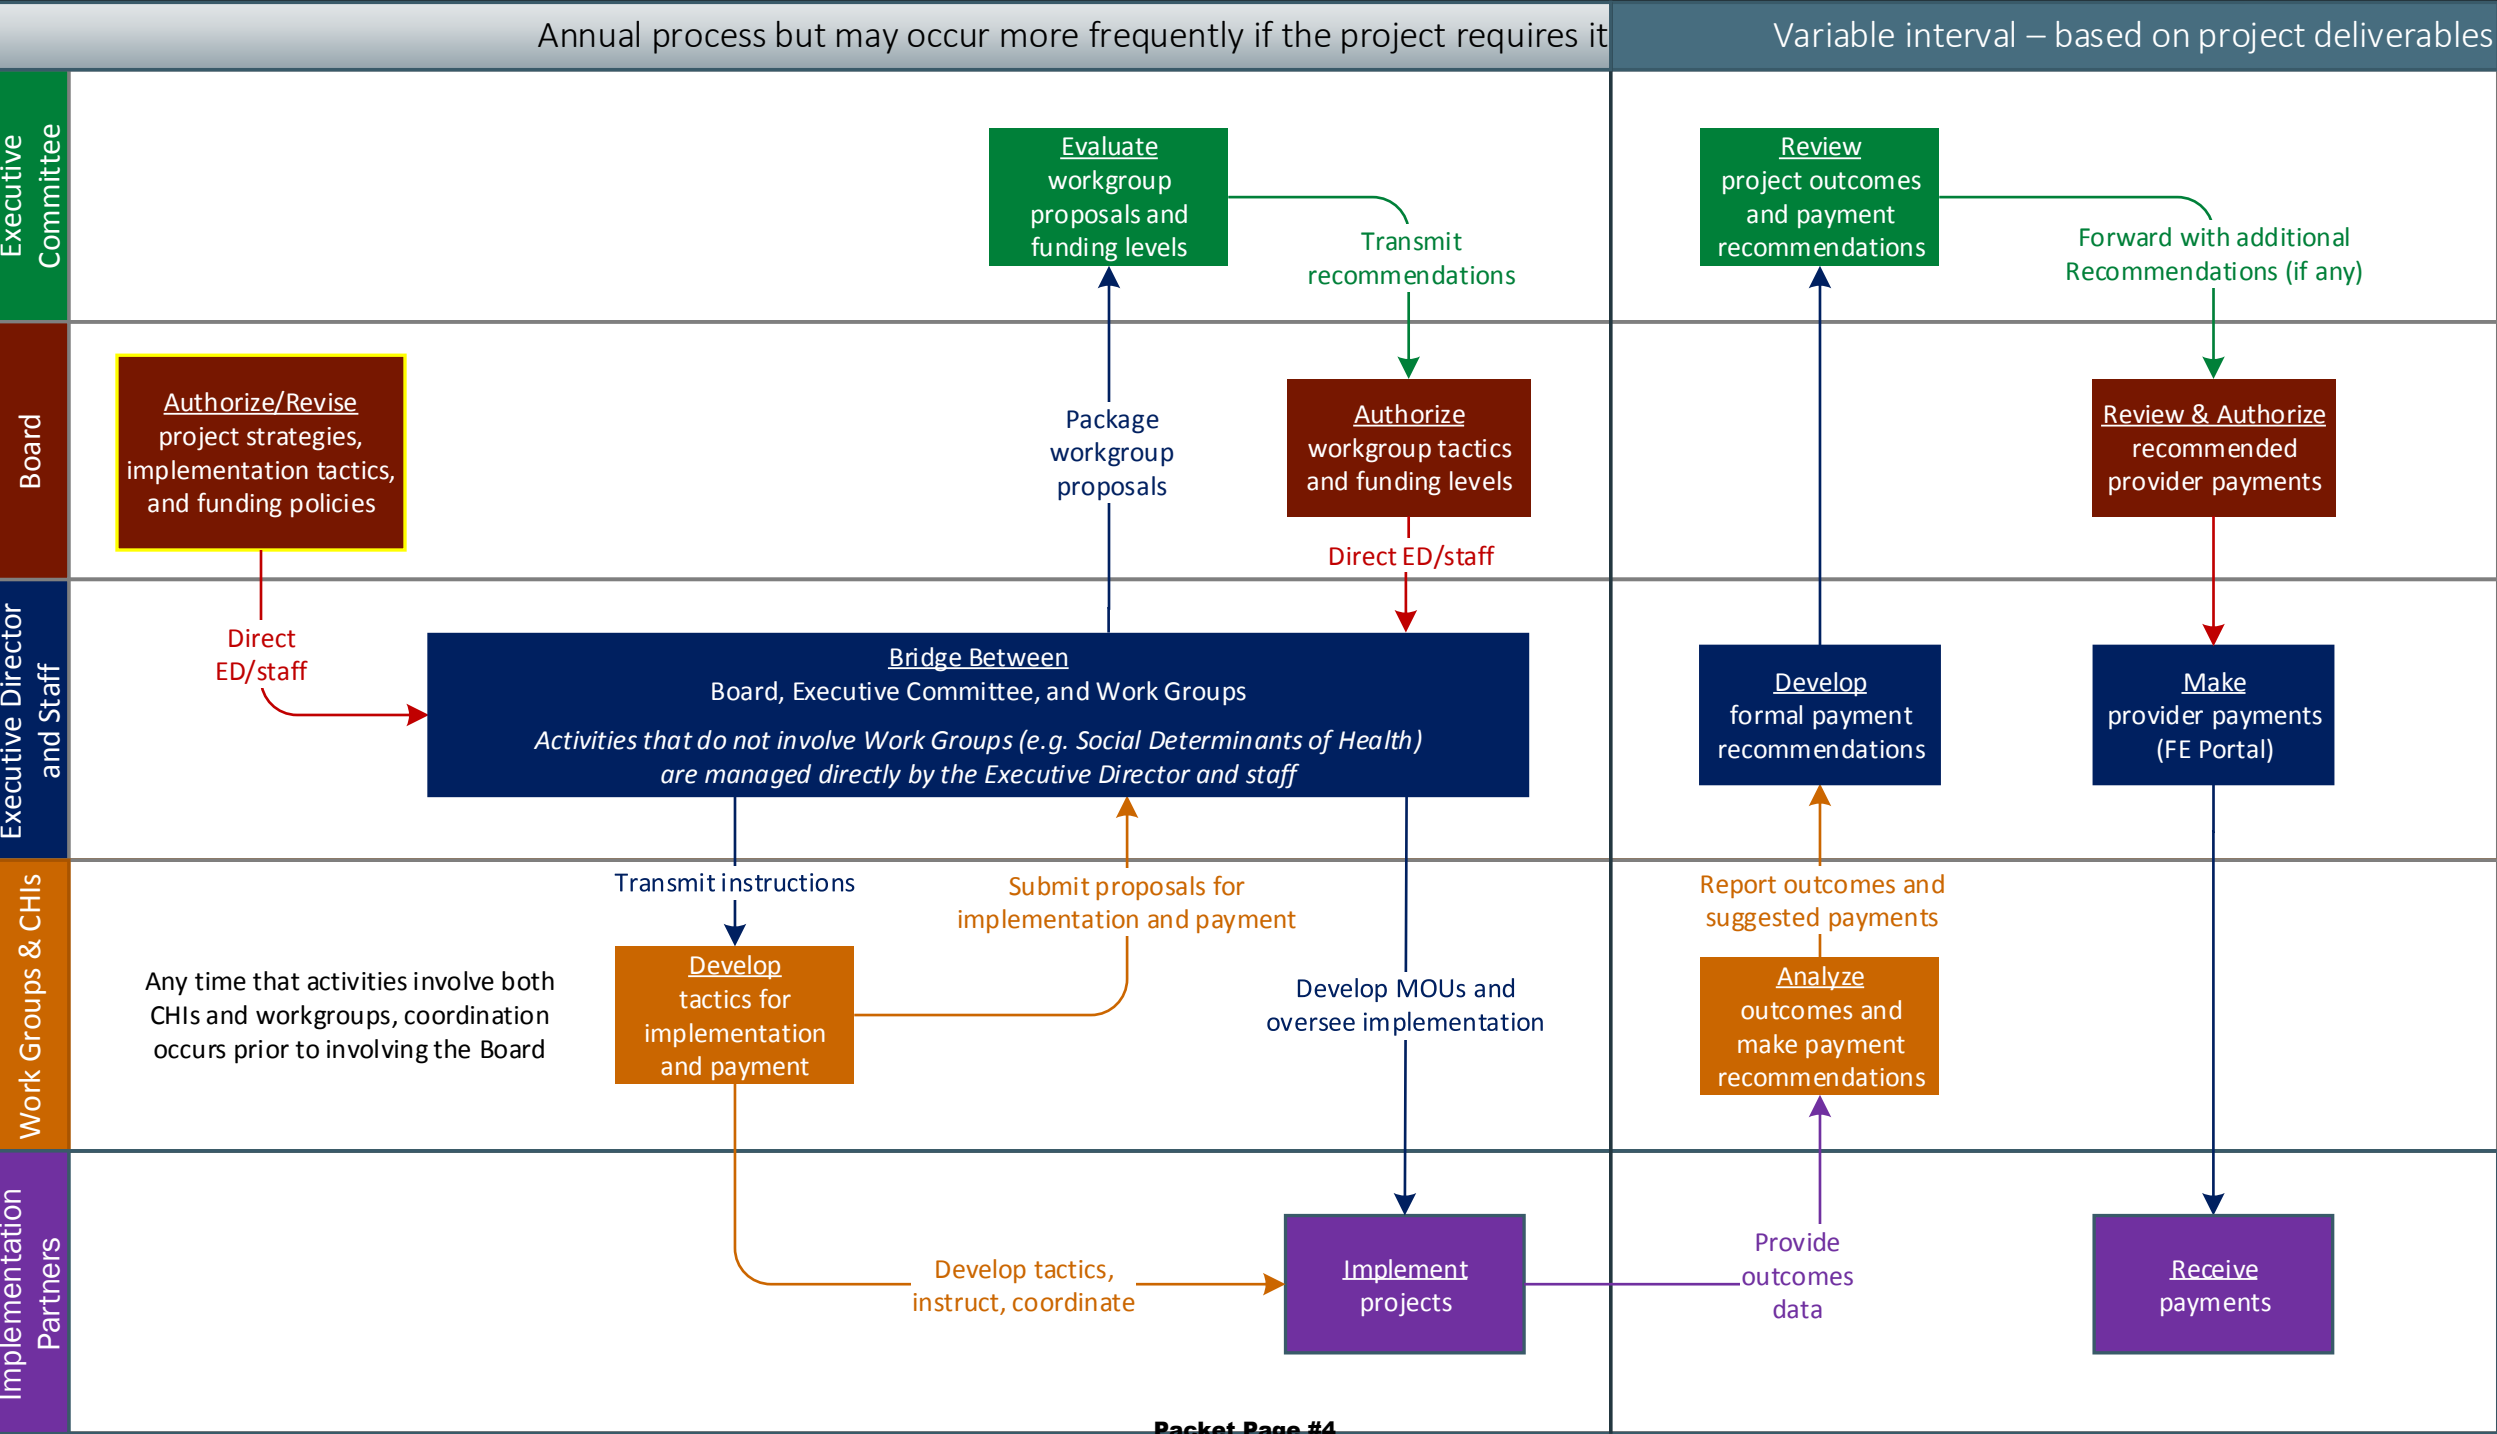 Annual process but may occur more frequently if the project requires it
Variable interval – based on project deliverables
Executive
Committee
Evaluate
workgroup
proposals and
funding levels
Transmit
recommendations
Review
project outcomes
and payment
recommendations
Forward with additional
Recommendations (if any)
Board
Authorize/Revise
project strategies,
implementation tactics,
and funding policies
Package
workgroup
proposals
Authorize
workgroup tactics
and funding levels
Direct ED/staff
Review & Authorize
recommended
provider payments
Executive Director
and Staff
Direct
ED/staff
Bridge Between
Board, Executive Committee, and Work Groups
Activities that do not involve Work Groups (e.g. Social Determinants of Health)
are managed directly by the Executive Director and staff
Develop
formal payment
recommendations
Make
provider payments
(FE Portal)
Work Groups & CHIs
Any time that activities involve both
CHIs and workgroups, coordination
occurs prior to involving the Board
Transmit instructions
Develop
tactics for
implementation
and payment
Submit proposals for
implementation and payment
Develop MOUs and
oversee implementation
Report outcomes and
suggested payments
Analyze
outcomes and
make payment
recommendations
Implementation
Partners
Develop tactics,
instruct, coordinate
Implement
projects
Provide
outcomes
data
Receive
payments
Packet Page #4